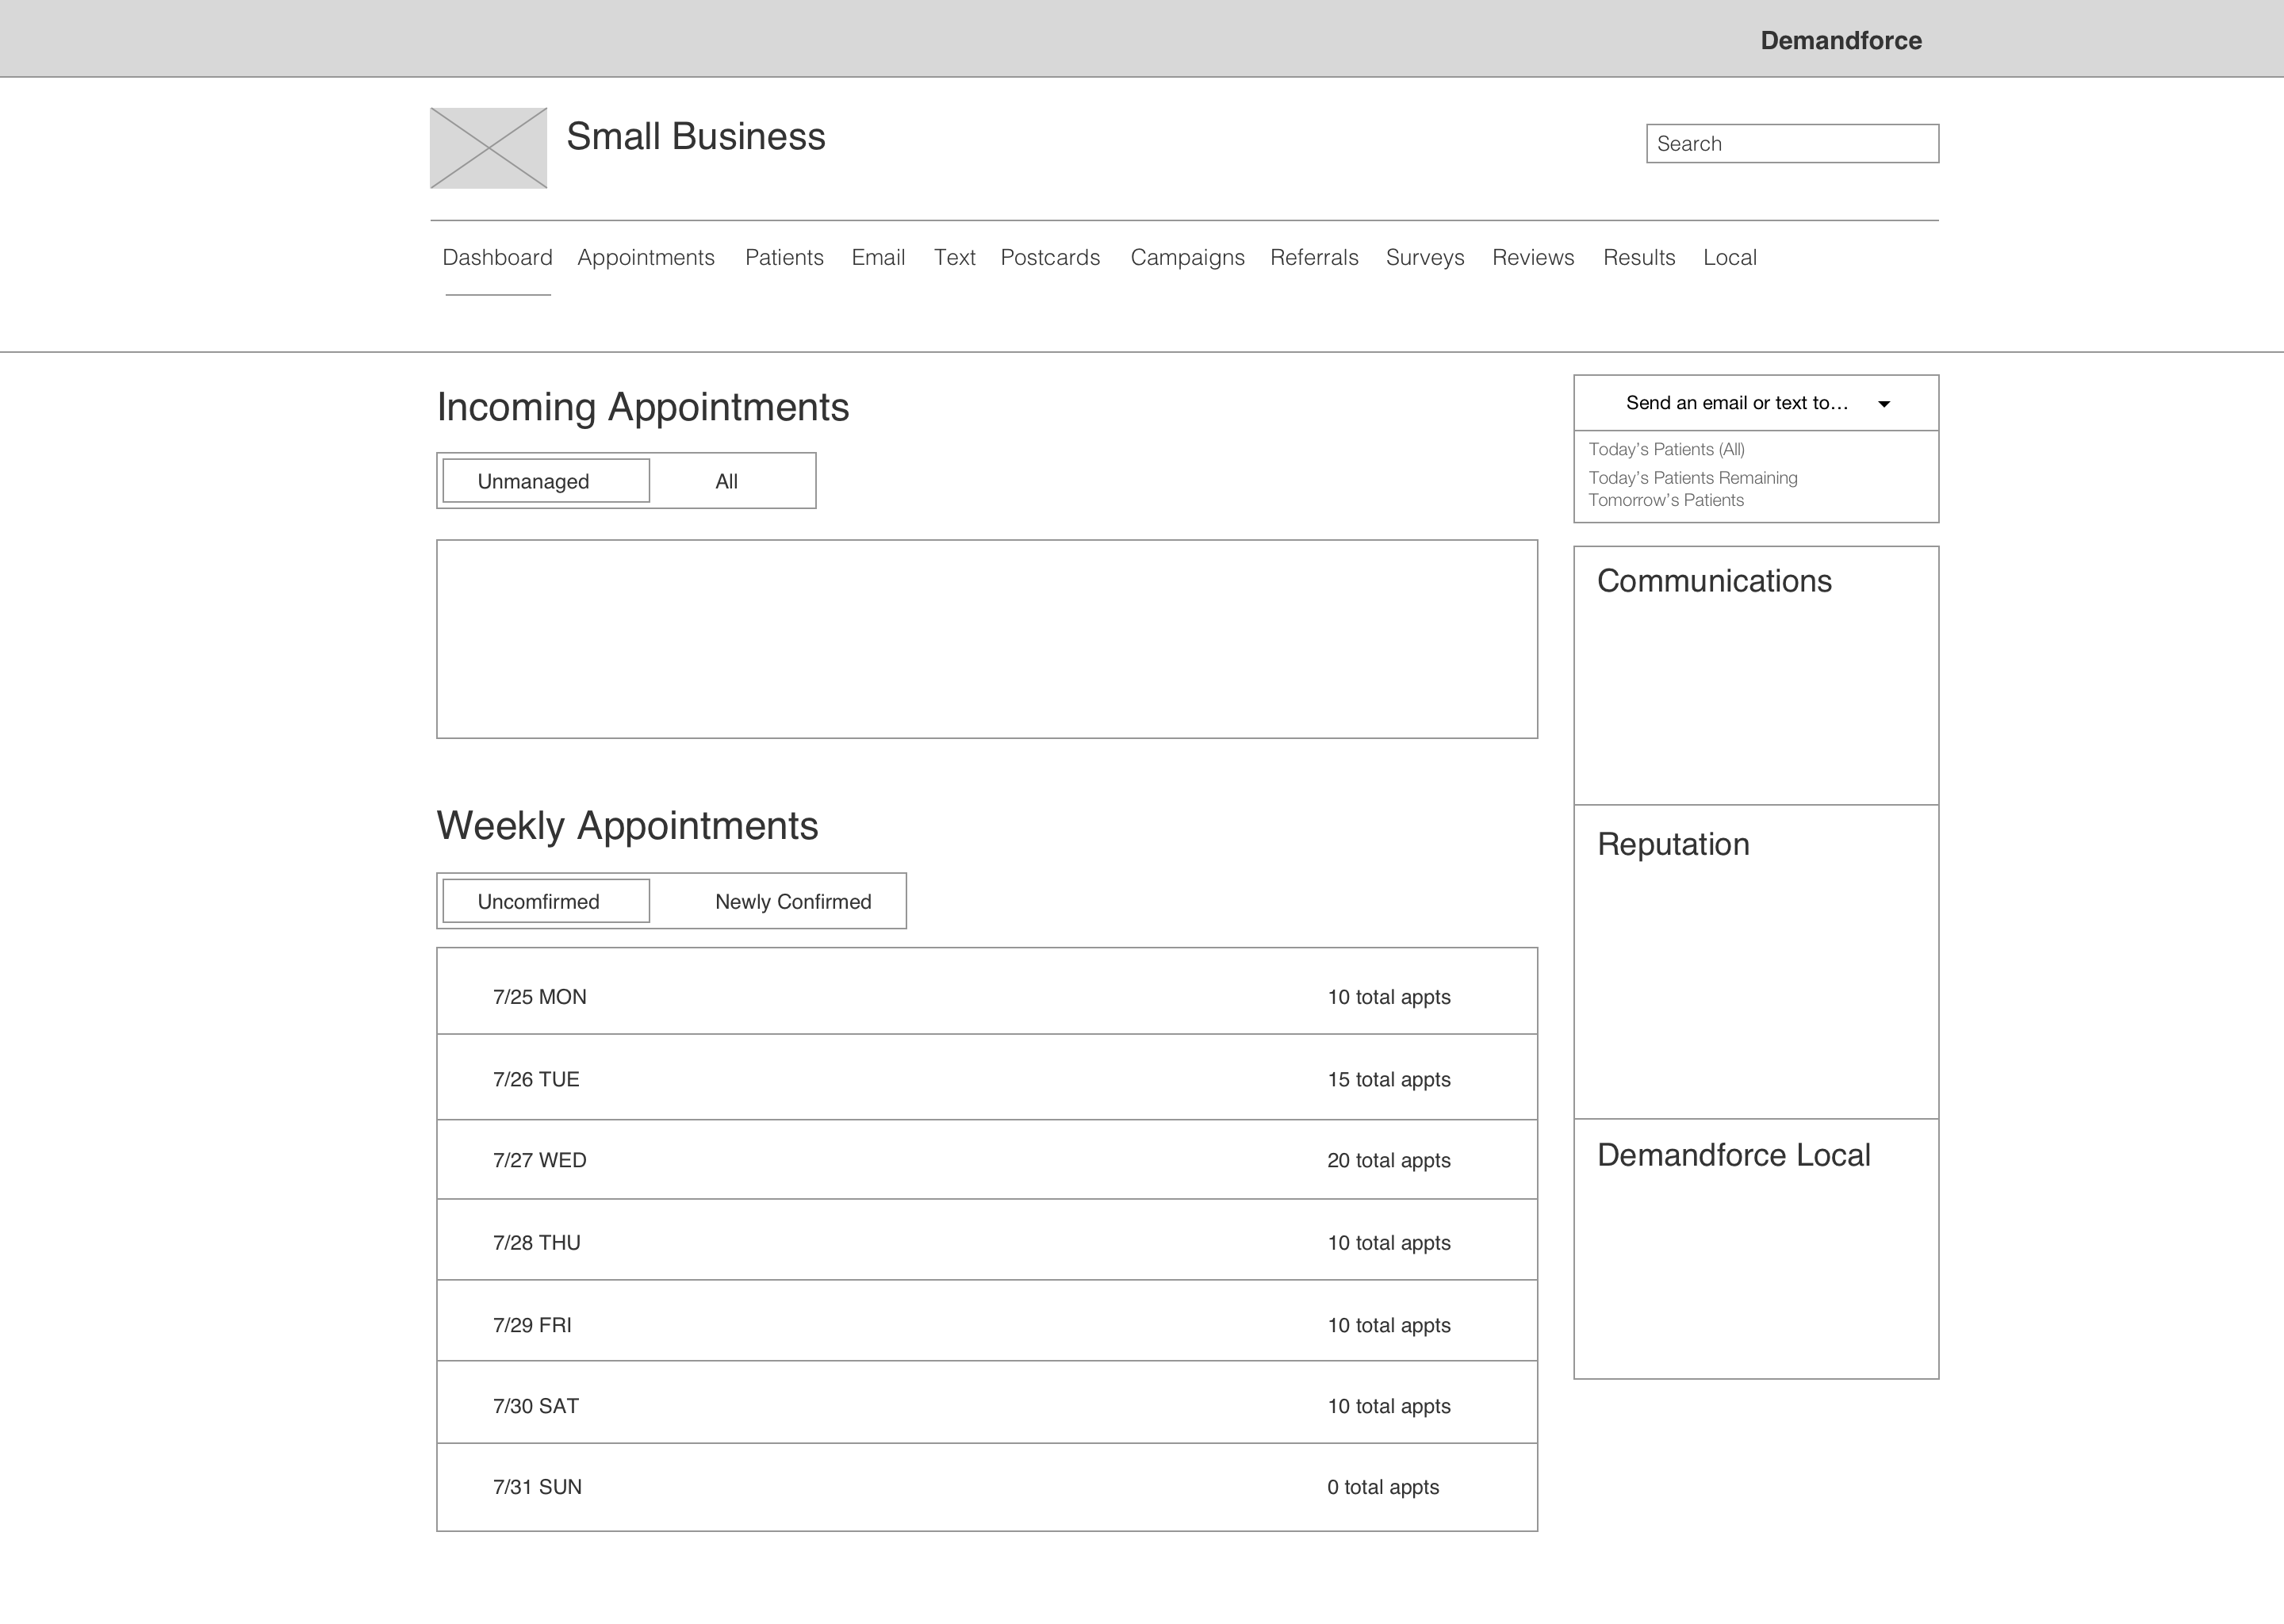 Demandforce
Small Business
Search
Dashboard Appointments Patients Email Text Postcards Campaigns Referrals Surveys Reviews Results Local
Incoming Appointments
Unmanaged All
Weekly Appointments
Uncomfirmed Newly Confirmed
7/25 MON 10 total appts
7/26 TUE 15 total appts
7/27 WED 20 total appts
7/28 THU 10 total appts
7/29 FRI 10 total appts
7/30 SAT 10 total appts
7/31 SUN 0 total appts
Send an email or text to…
Today’s Patients (All)
Today’s Patients Remaining
Tomorrow’s Patients
Communications
Reputation
Demandforce Local